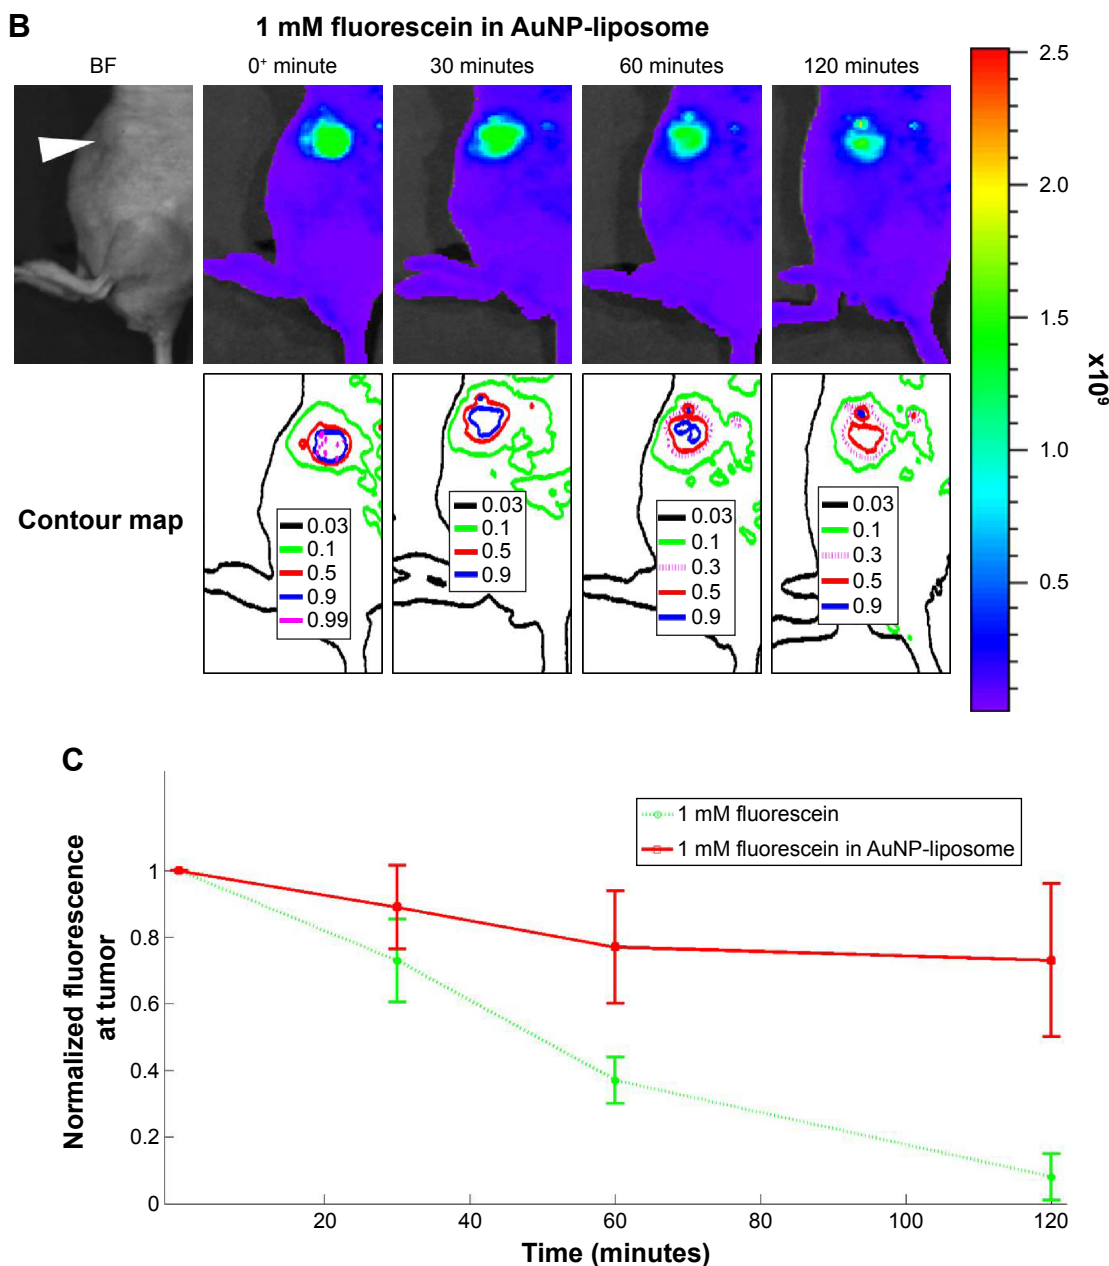 B
1 mM fluorescein in AuNP-liposome
BF
0+ minute
30 minutes
60 minutes
120 minutes
2.5
2.0
1.5
1.0
0.5
x10⁹
Contour map
0.03
0.1
0.5
0.9
0.99
0.03
0.1
0.5
0.9
0.03
0.1
0.3
0.5
0.9
0.03
0.1
0.3
0.5
0.9
C
1 mM fluorescein
1 mM fluorescein in AuNP-liposome
Normalized fluorescence
at tumor
1
0.8
0.6
0.4
0.2
0
20
40
60
80
100
120
Time (minutes)